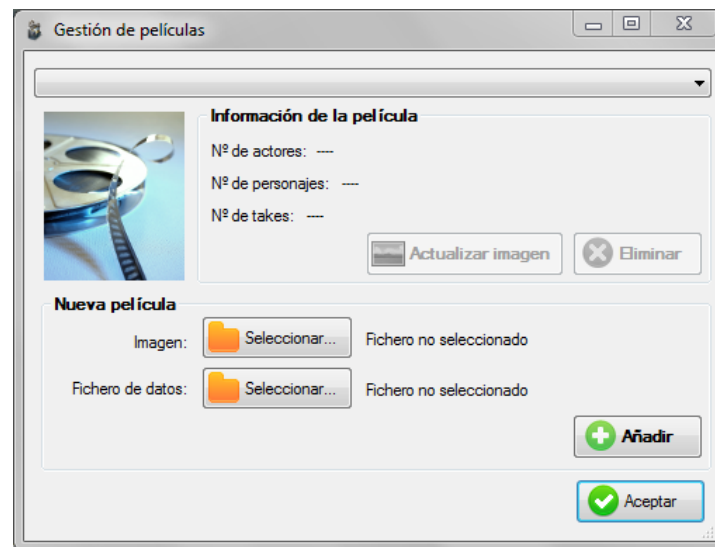 Gestión de películas
Información de la película
Nº de actores: ----
Nº de personajes: ----
Nº de takes: ----
Actualizar imagen
Eliminar
Nueva película
Imagen: Seleccionar... Fichero no seleccionado
Fichero de datos: Seleccionar... Fichero no seleccionado
Añadir
Aceptar